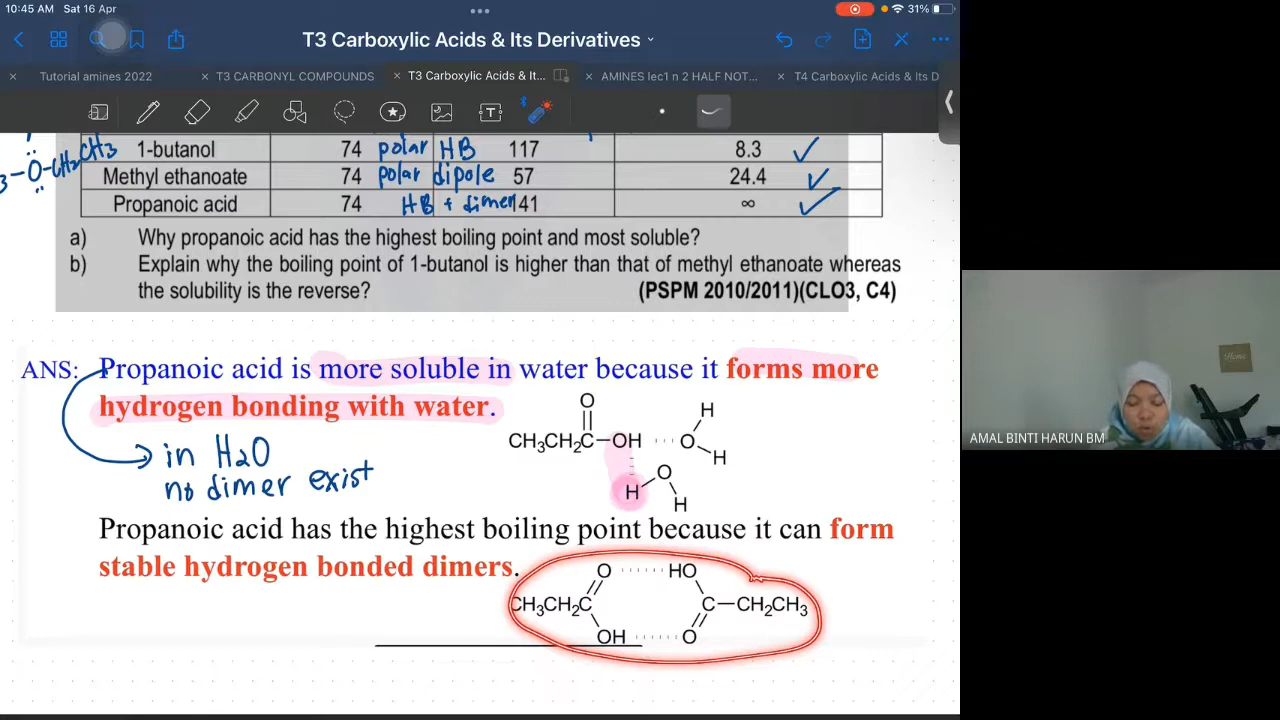 10:45 AM Sat 16 Apr
31%
T3 Carboxylic Acids & Its Derivatives
Tutorial amines 2022
T3 CARBONYL COMPOUNDS
T3 Carboxylic Acids & It...
AMINES lec1 n 2 HALF NOT...
T4 Carboxylic Acids & Its D
T
-O-CH2CH3
1-butanol 74 polar HB 117 8.3 ✓
Methyl ethanoate 74 polar dipole 57 24.4 ✓
Propanoic acid 74 HB + dimer 141 ∞ ✓
a) Why propanoic acid has the highest boiling point and most soluble?
b) Explain why the boiling point of 1-butanol is higher than that of methyl ethanoate whereas
the solubility is the reverse? (PSPM 2010/2011)(CLO3, C4)
ANS: Propanoic acid is more soluble in water because it forms more
hydrogen bonding with water.
O
H
CH3CH2C-OH O
H
in H2O
O
H
H
no dimer exist
Propanoic acid has the highest boiling point because it can form
stable hydrogen bonded dimers.
O HO
CH3CH2C C-CH2CH3
OH O
Home
AMAL BINTI HARUN BM